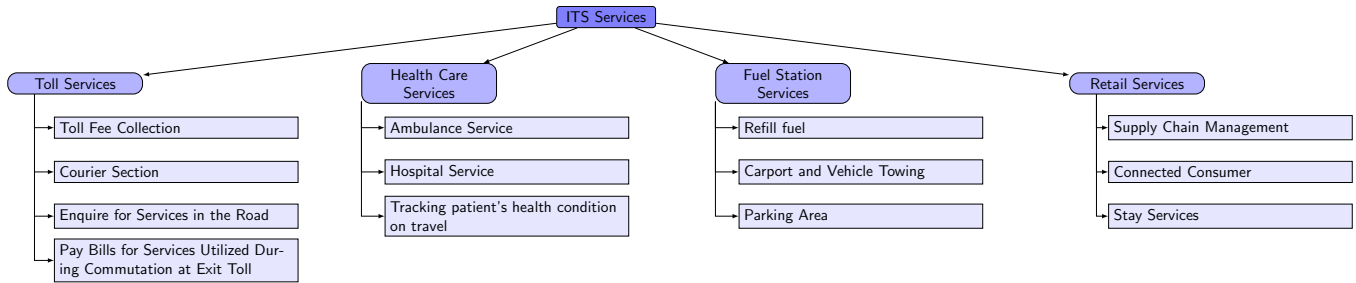 ITS Services
Toll Services
Toll Fee Collection
Courier Section
Enquire for Services in the Road
Pay Bills for Services Utilized Dur-
ing Commutation at Exit Toll
Health Care
Services
Ambulance Service
Hospital Service
Tracking patient's health condition
on travel
Fuel Station
Services
Refill fuel
Carport and Vehicle Towing
Parking Area
Retail Services
Supply Chain Management
Connected Consumer
Stay Services